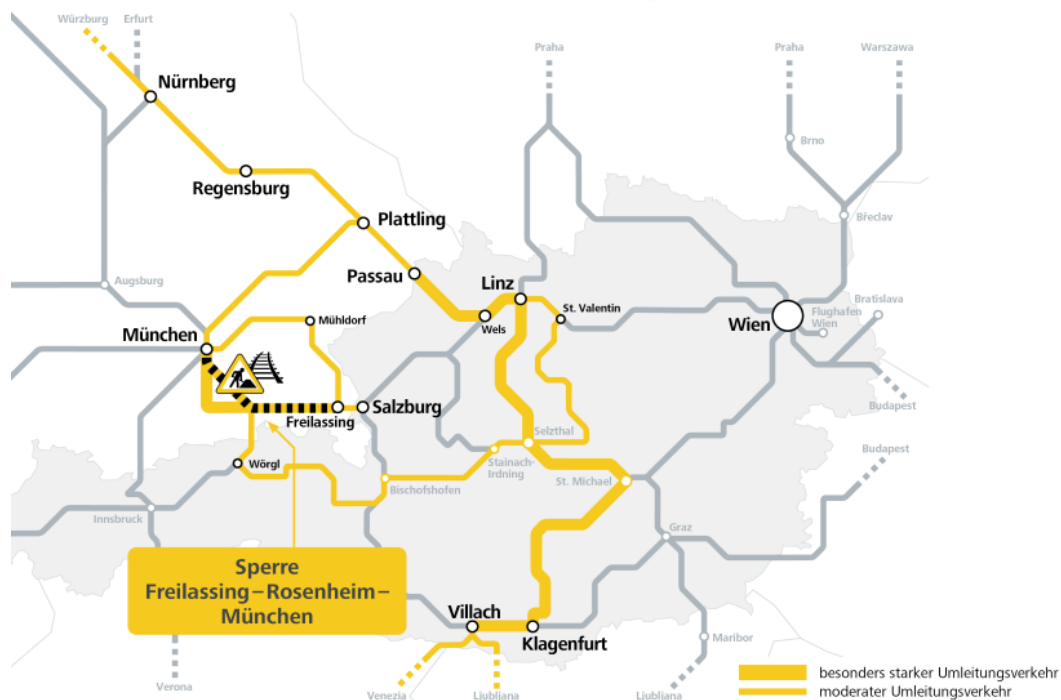 Würzburg
Erfurt
Nürnberg
Praha
Praha
Warszawa
Brno
Regensburg
Plattling
Břeclav
Augsburg
Passau
Linz
St. Valentin
Bratislava
Wien
Flughafen
Wien
München
Mühldorf
Wels
Freilassing
Salzburg
Budapest
Selzthal
Budapest
Wörgl
Stainach-
Irdning
Bischofshofen
St. Michael
Innsbruck
Graz
Sperre
Freilassing–Rosenheim–
München
Villach
Klagenfurt
Maribor
Verona
Venezia
Ljubljana
Ljubljana
besonders starker Umleitungsverkehr
moderater Umleitungsverkehr